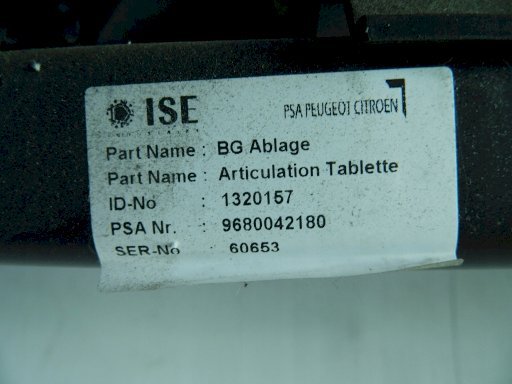 ISE
PSA PEUGEOT CITROEN
Part Name : BG Ablage
Part Name : Articulation Tablette
ID-No : 1320157
PSA Nr. : 9680042180
SER-No 60653